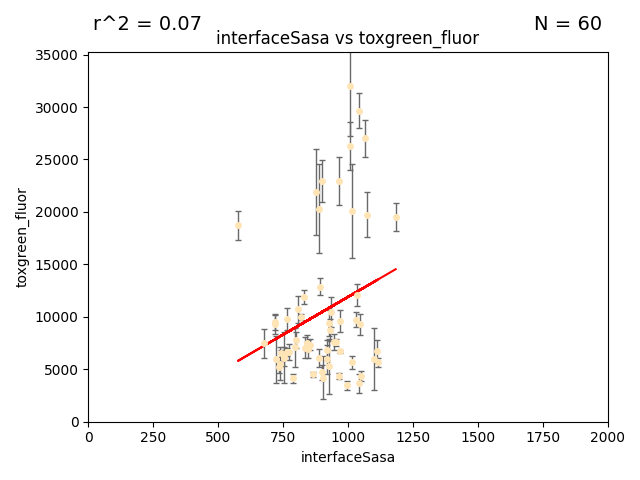 r^2 = 0.07
N = 60
interfaceSasa vs toxgreen_fluor
35000
30000
25000
20000
15000
10000
5000
0
toxgreen_fluor
0 250 500 750 1000 1250 1500 1750 2000
interfaceSasa